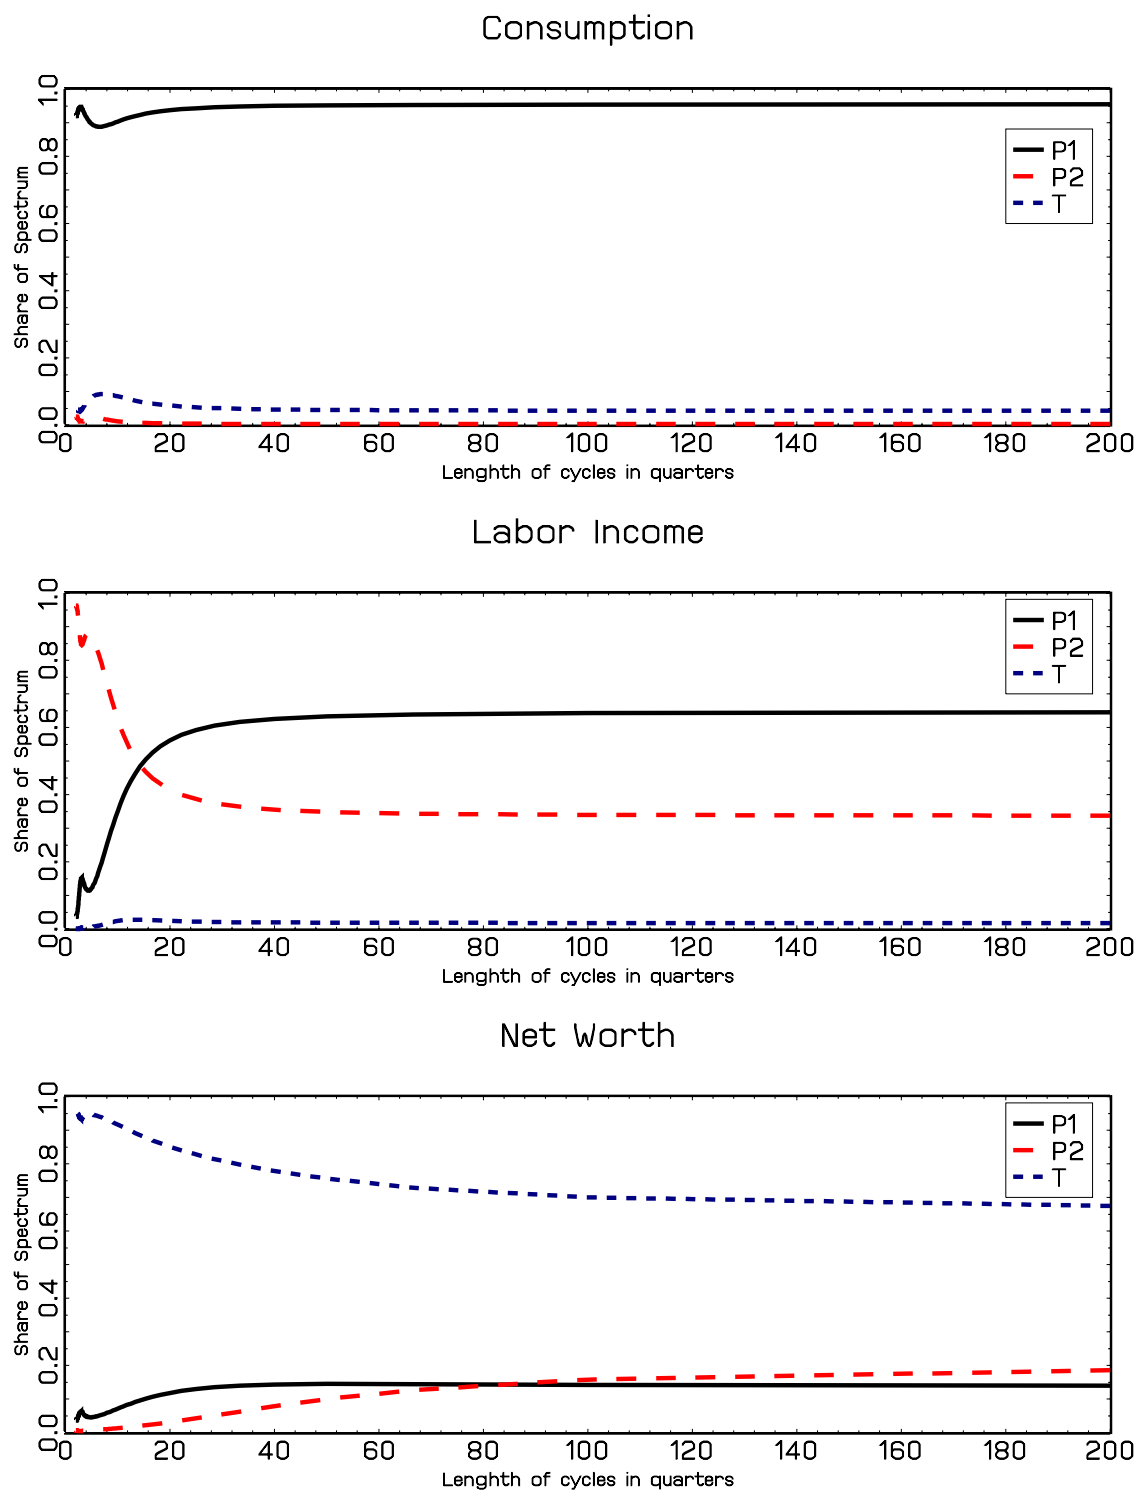 Consumption
1.0
0.8
0.6
0.4
0.2
0.0
Share of Spectrum
P1
P2
T
0 20 40 60 80 100 120 140 160 180 200
Lenghth of cycles in quarters
Labor Income
1.0
0.8
0.6
0.4
0.2
0.0
Share of Spectrum
P1
P2
T
0 20 40 60 80 100 120 140 160 180 200
Lenghth of cycles in quarters
Net Worth
1.0
0.8
0.6
0.4
0.2
0.0
Share of Spectrum
P1
P2
T
0 20 40 60 80 100 120 140 160 180 200
Lenghth of cycles in quarters